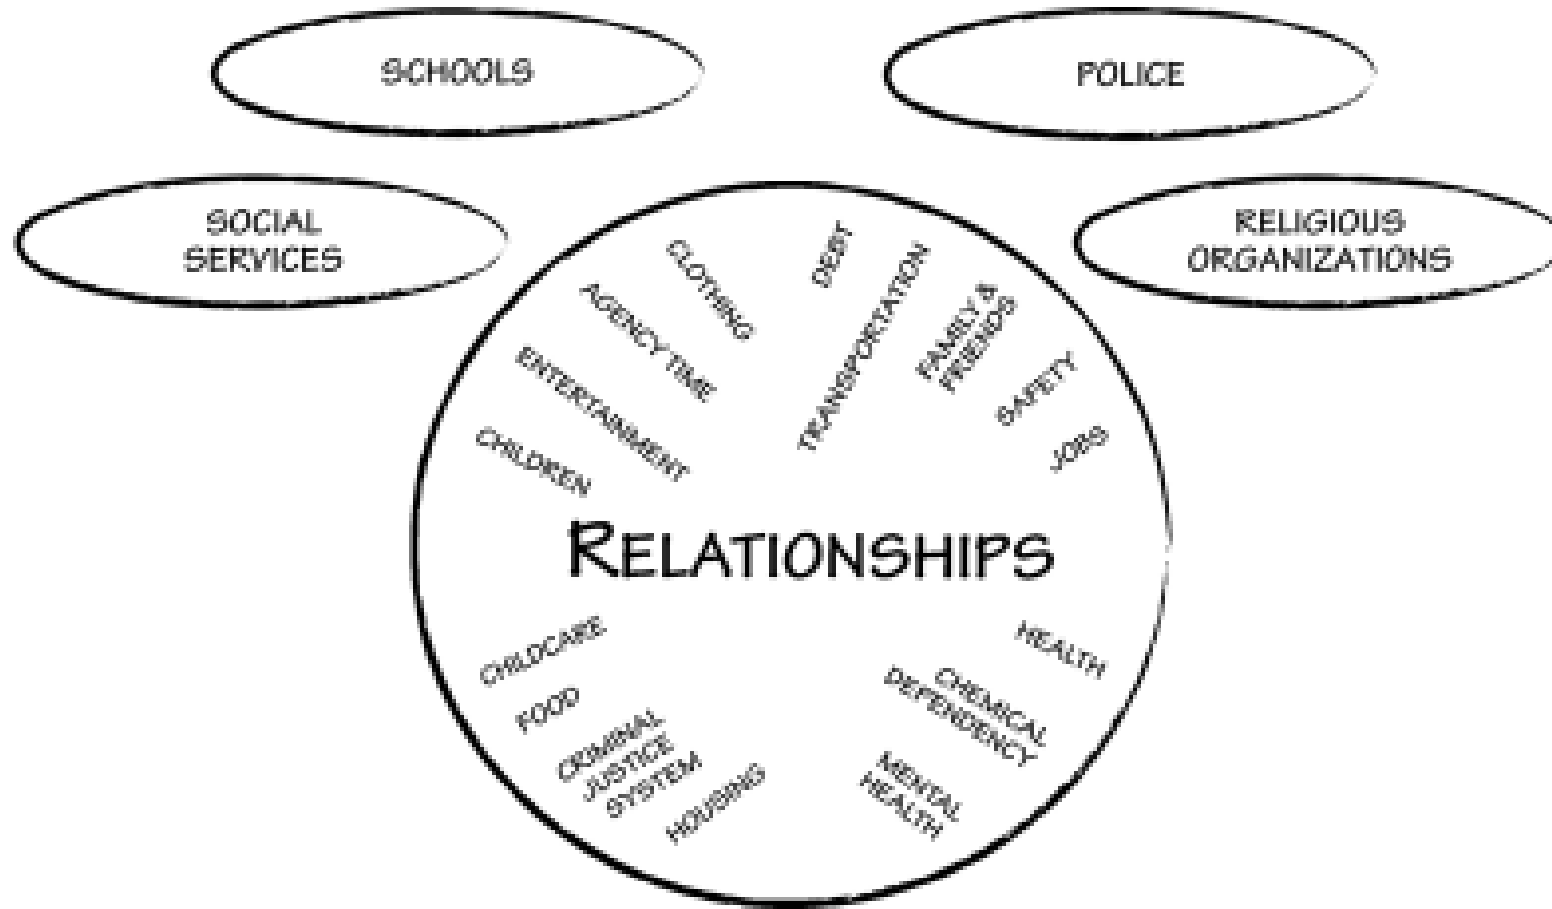 SCHOOLS
POLICE
SOCIAL
SERVICES
RELIGIOUS
ORGANIZATIONS
DEBT
CLOTHING
TRANSPORTATION
FAMILY &
FRIENDS
AGENCY TIME
SAFETY
ENTERTAINMENT
JOBS
CHILDREN
RELATIONSHIPS
CHILDCARE
HEALTH
FOOD
CHEMICAL
DEPENDENCY
CRIMINAL
JUSTICE
SYSTEM
MENTAL
HEALTH
HOUSING